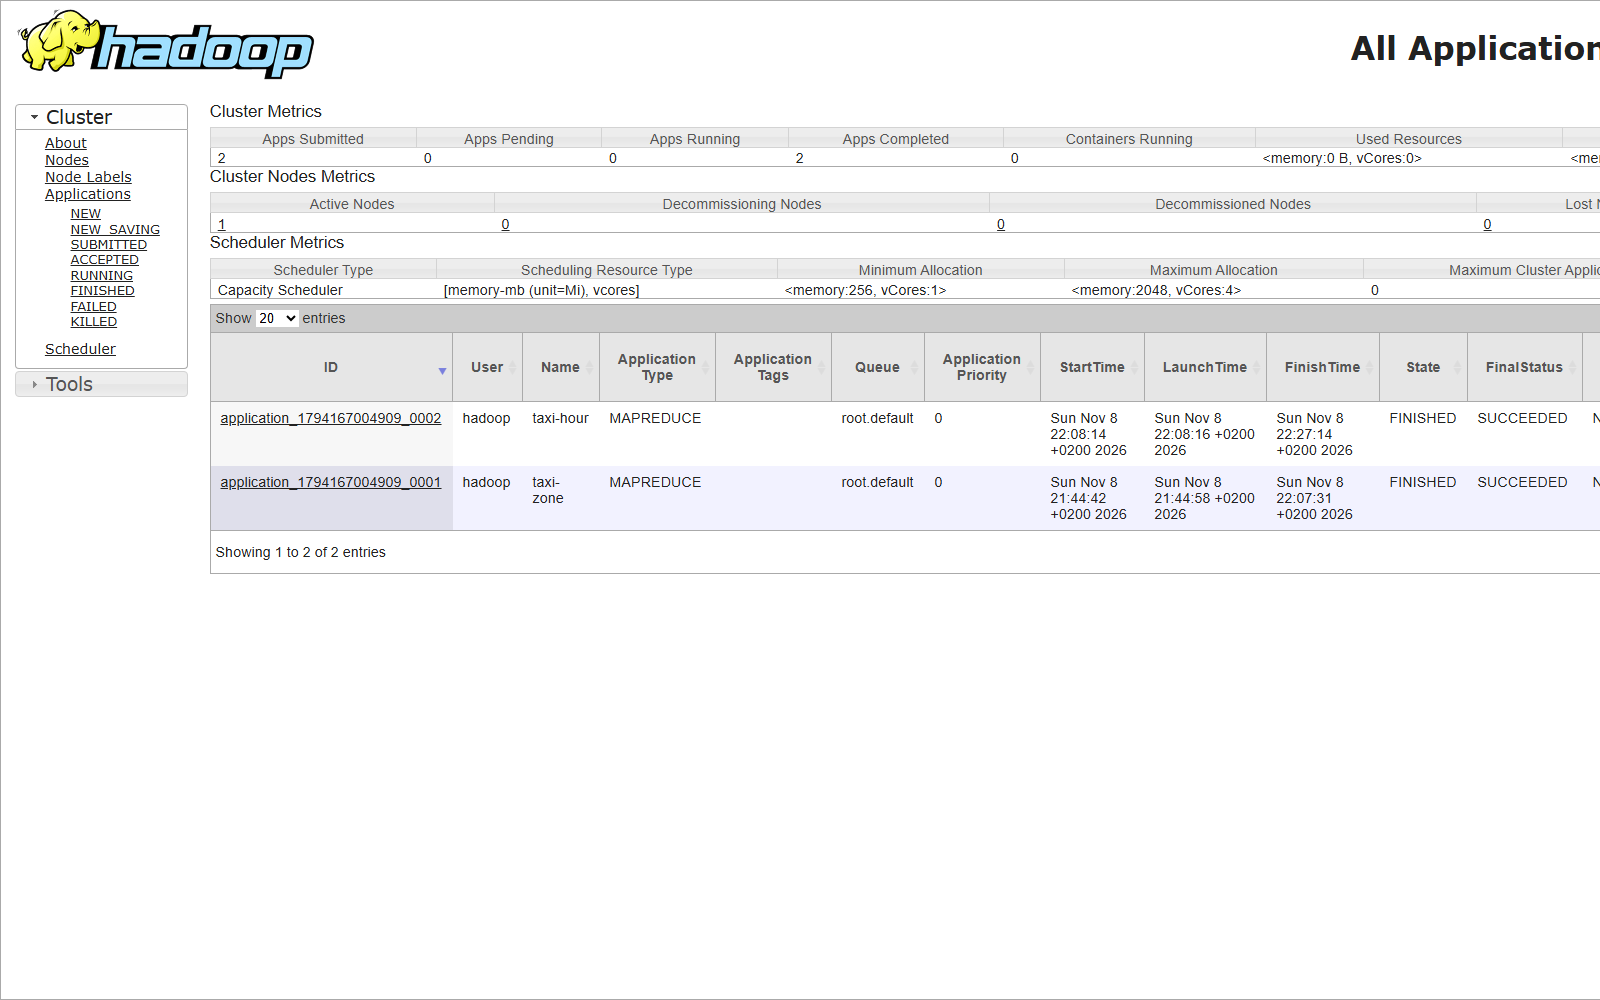 hadoop
All Application
Cluster
About
Nodes
Node Labels
Applications
NEW
NEW_SAVING
SUBMITTED
ACCEPTED
RUNNING
FINISHED
FAILED
KILLED
Scheduler
Tools
Cluster Metrics
Apps Submitted Apps Pending Apps Running Apps Completed Containers Running Used Resources
2 0 0 2 0 <memory:0 B, vCores:0> <me
Cluster Nodes Metrics
Active Nodes Decommissioning Nodes Decommissioned Nodes Lost
1 0 0 0
Scheduler Metrics
Scheduler Type Scheduling Resource Type Minimum Allocation Maximum Allocation Maximum Cluster Applic
Capacity Scheduler [memory-mb (unit=Mi), vcores] <memory:256, vCores:1> <memory:2048, vCores:4> 0
Show 20 entries
ID User Name Application Type Application Tags Queue Application Priority StartTime LaunchTime FinishTime State FinalStatus
application_1794167004909_0002 hadoop taxi-hour MAPREDUCE root.default 0 Sun Nov 8 22:08:14 +0200 2026 Sun Nov 8 22:08:16 +0200 2026 Sun Nov 8 22:27:14 +0200 2026 FINISHED SUCCEEDED N
application_1794167004909_0001 hadoop taxi-zone MAPREDUCE root.default 0 Sun Nov 8 21:44:42 +0200 2026 Sun Nov 8 21:44:58 +0200 2026 Sun Nov 8 22:07:31 +0200 2026 FINISHED SUCCEEDED N
Showing 1 to 2 of 2 entries